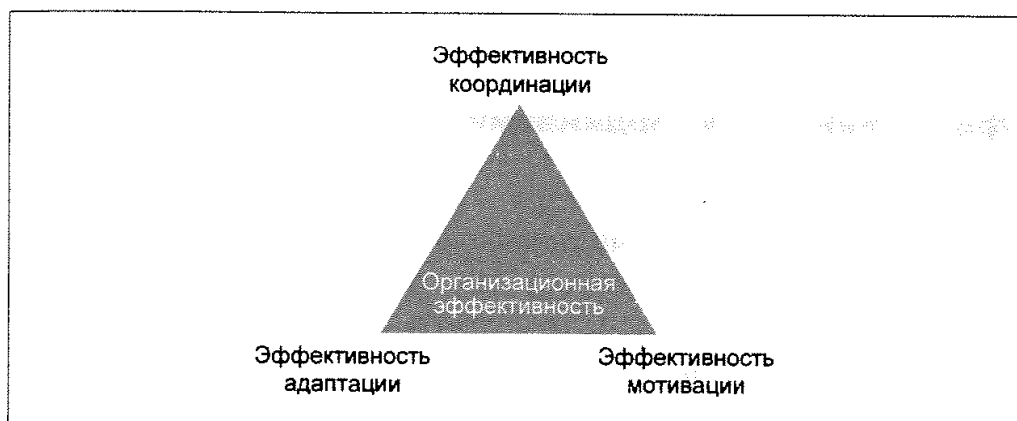 Эффективность
координации
Организационная
эффективность
Эффективность
адаптации
Эффективность
мотивации